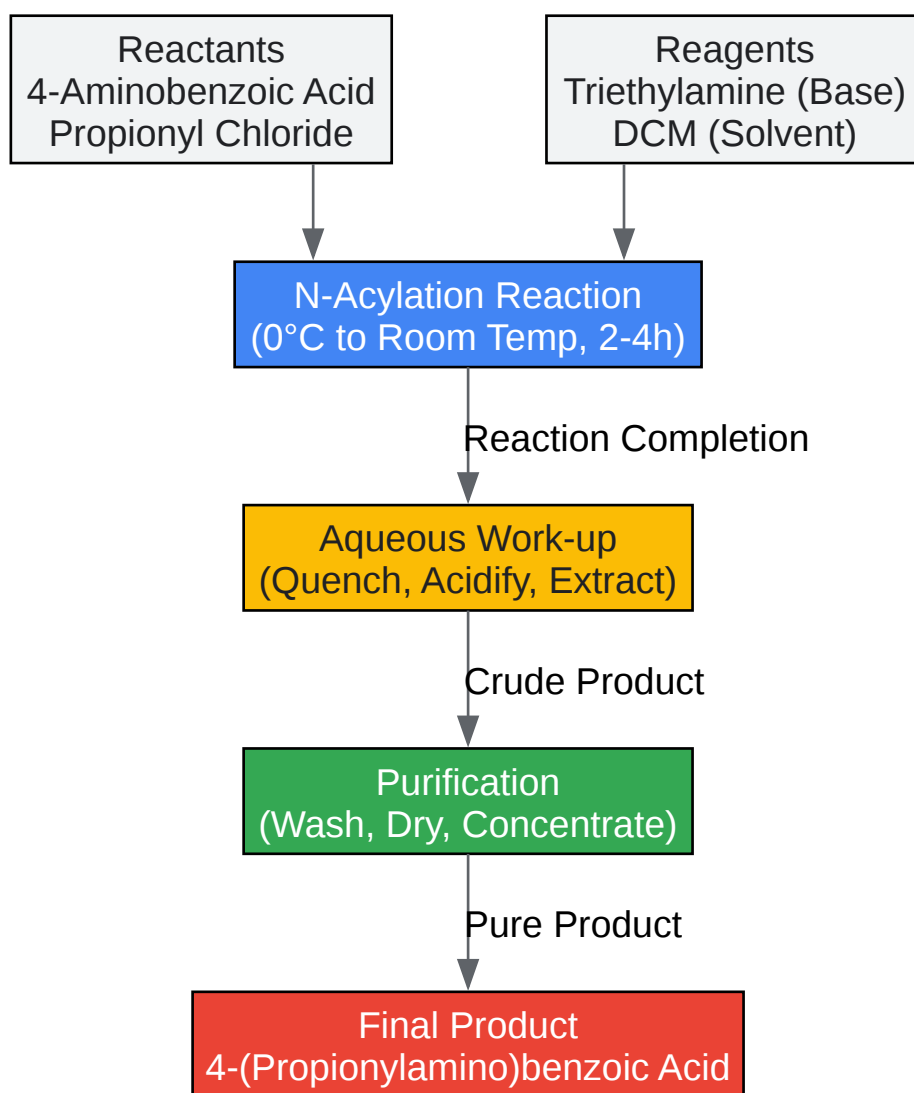 Reactants
4-Aminobenzoic Acid
Propionyl Chloride
Reagents
Triethylamine (Base)
DCM (Solvent)
N-Acylation Reaction
(0°C to Room Temp, 2-4h)
Reaction Completion
Aqueous Work-up
(Quench, Acidify, Extract)
Crude Product
Purification
(Wash, Dry, Concentrate)
Pure Product
Final Product
4-(Propionylamino)benzoic Acid